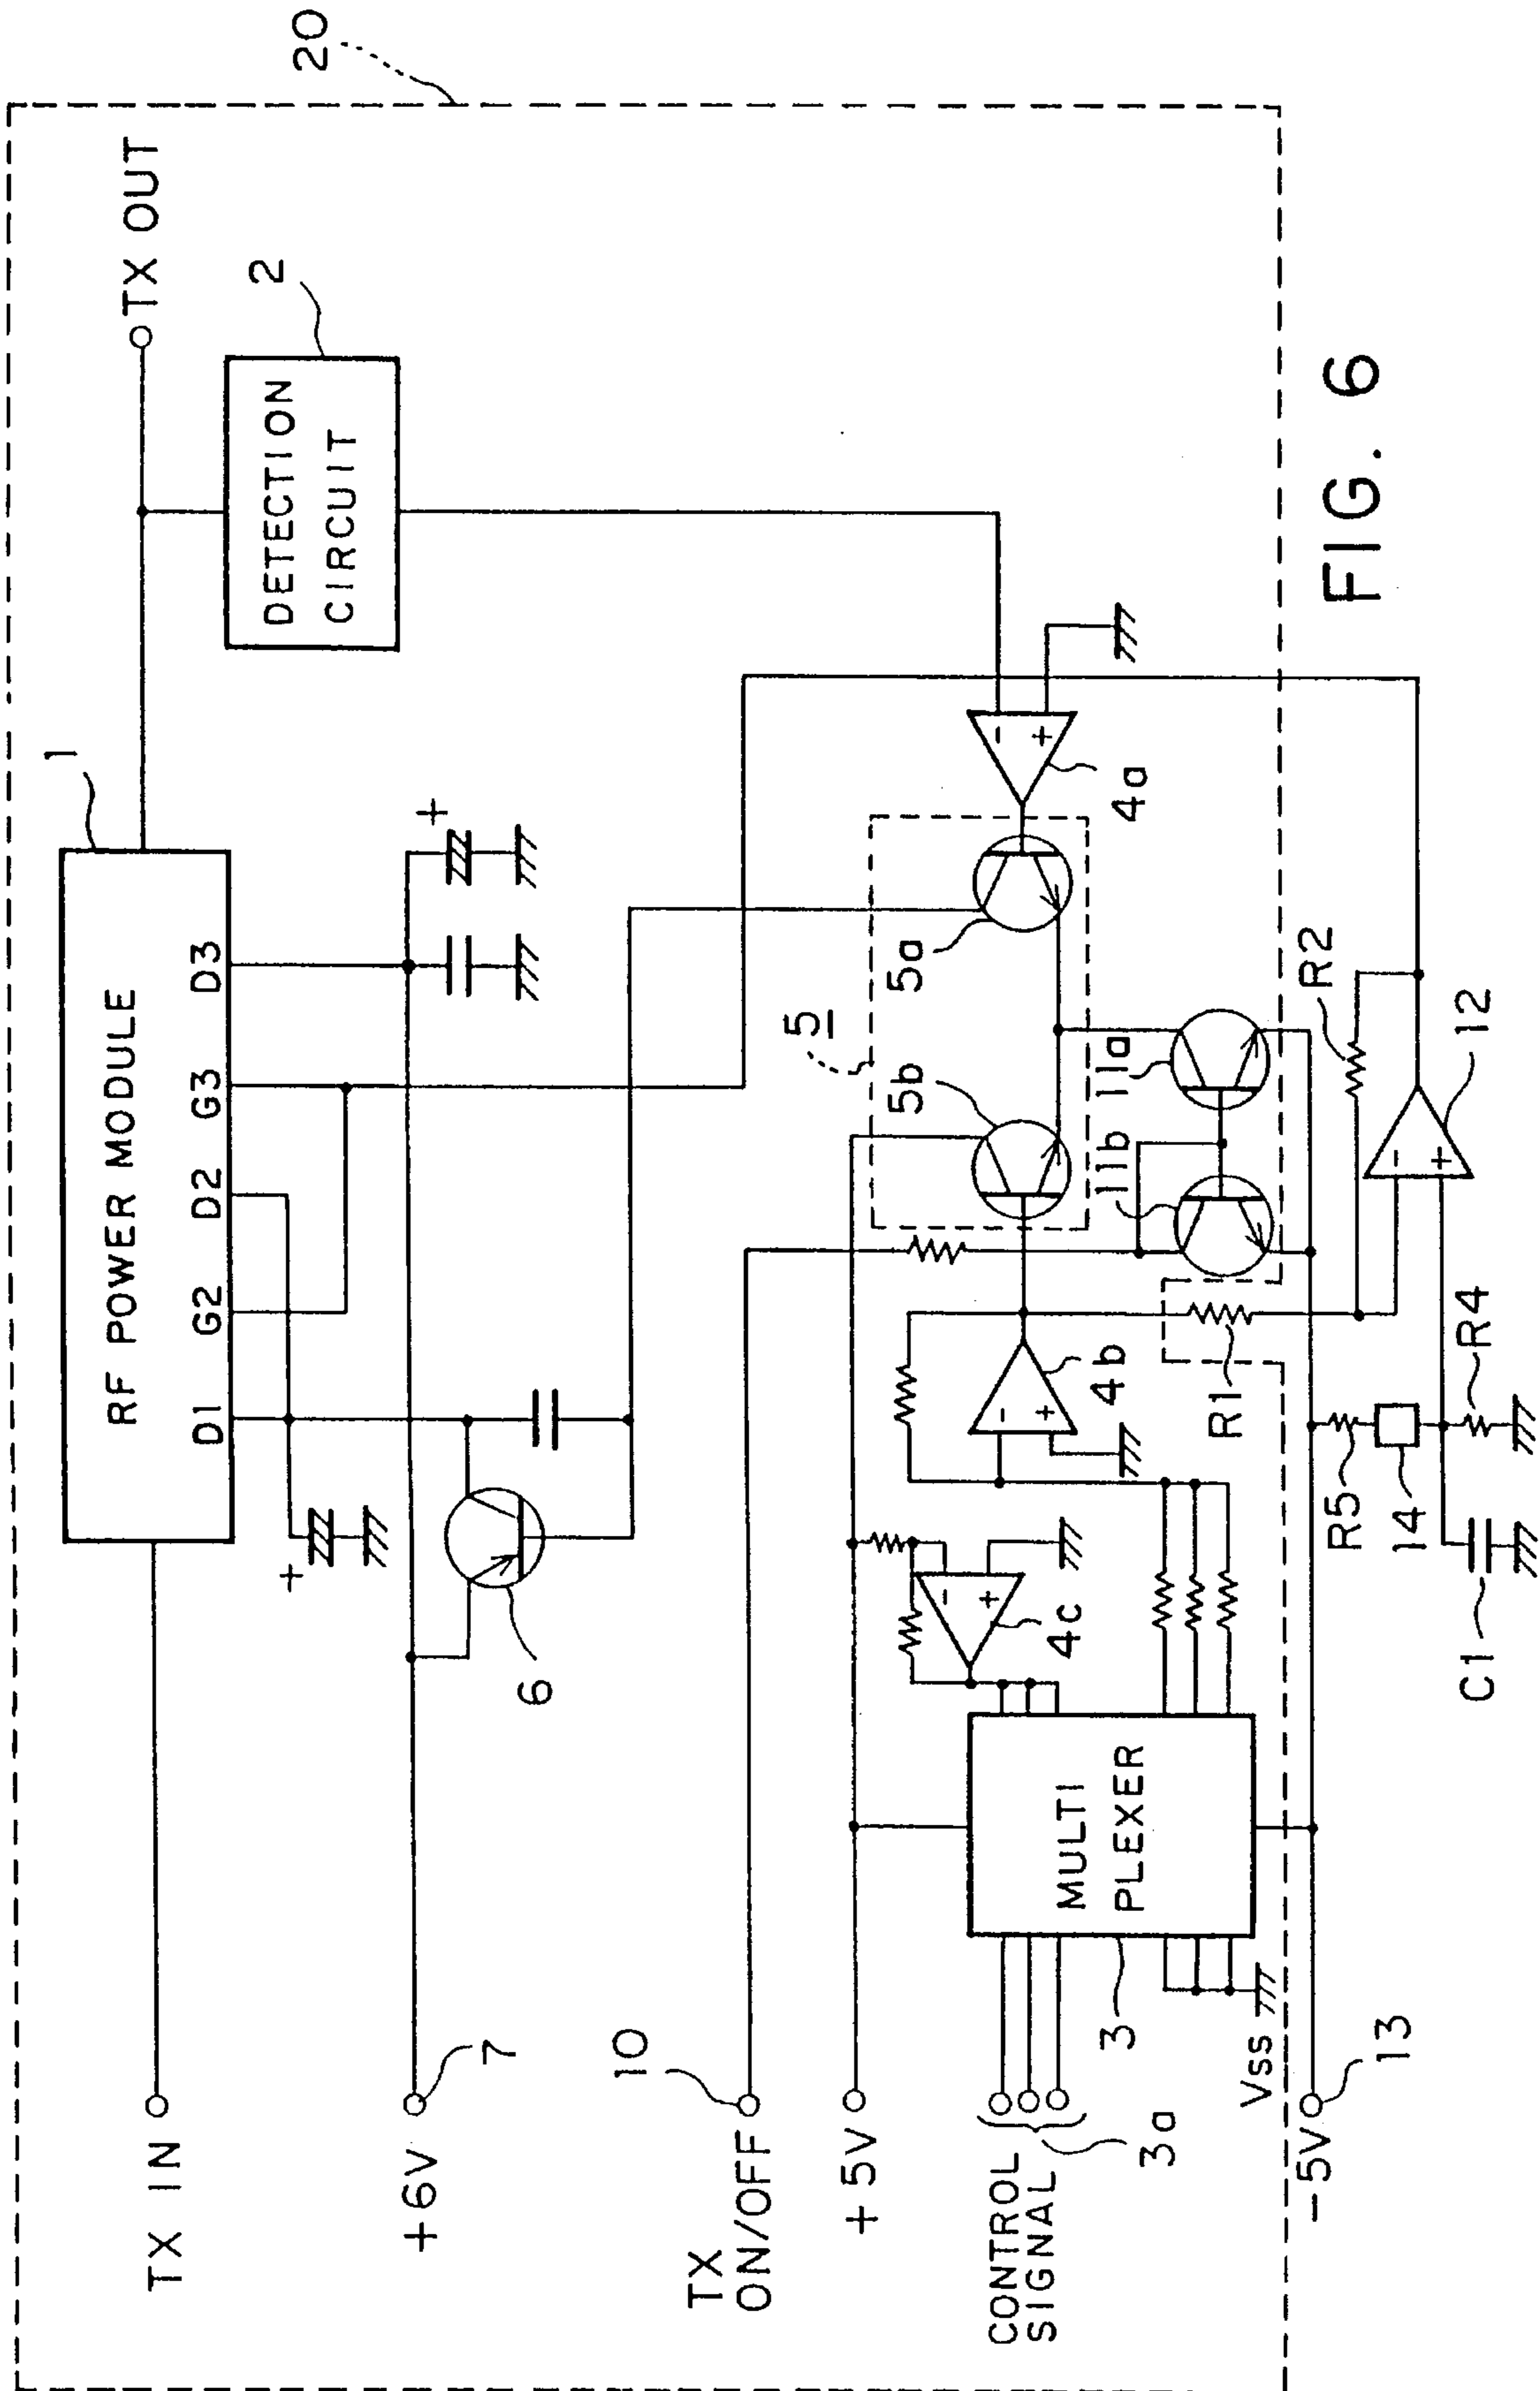 20
TX IN
TX OUT
1
RF POWER MODULE
D1
G2
D2
G3
D3
2
DETECTION
CIRCUIT
+
+
+6V
7
6
TX
ON/OFF
10
+5V
5
5b
5a
-
+
4a
-
+
4b
-
+
4c
11b
11a
CONTROL
SIGNAL
3a
3
MULTI
PLEXER
Vss
-5V
13
R1
R2
-
+
12
R5
14
R4
C1
FIG. 6